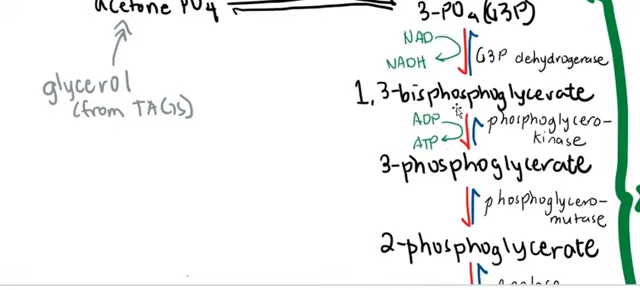 acetone PO4
3-PO4 (G3P)
NAD
NADH
G3P dehydrogerase
glycerol
(from TAGs)
1,3-bisphosphoglycerate
ADP
ATP
phosphoglycero-
kinase
3-phosphoglycerate
phosphoglycero-
mutase
2-phosphoglycerate